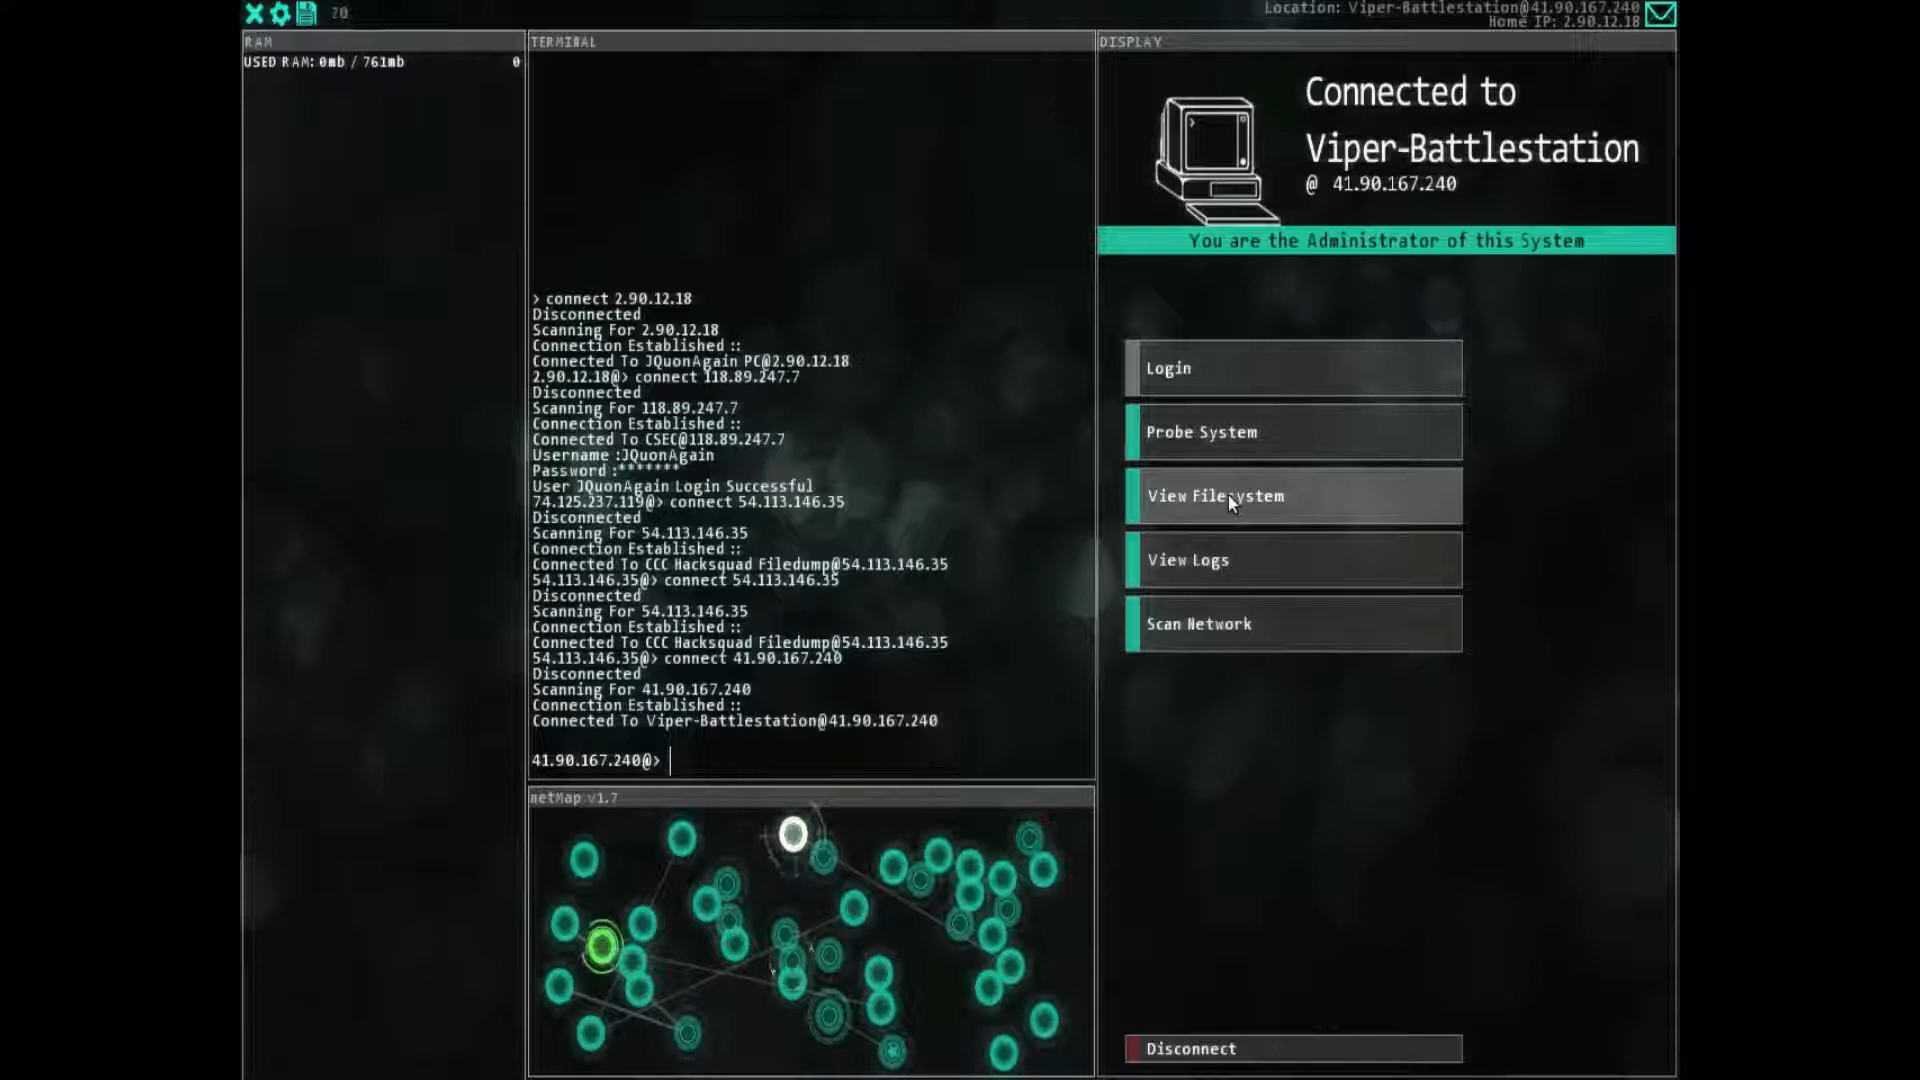 20
Location: Viper-Battlestation@41.90.167.240
Home IP: 2.90.12.18
RAM
USED RAM: 0mb / 761mb 0
TERMINAL
> connect 2.90.12.18
Disconnected
Scanning For 2.90.12.18
Connection Established ::
Connected To JQuonAgain PC@2.90.12.18
2.90.12.18@> connect 118.89.247.7
Disconnected
Scanning For 118.89.247.7
Connection Established ::
Connected To CSEC@118.89.247.7
Username :JQuonAgain
Password :*******
User JQuonAgain Login Successful
74.125.237.119@> connect 54.113.146.35
Disconnected
Scanning For 54.113.146.35
Connection Established ::
Connected To CCC Hacksquad Filedump@54.113.146.35
54.113.146.35@> connect 54.113.146.35
Disconnected
Scanning For 54.113.146.35
Connection Established ::
Connected To CCC Hacksquad Filedump@54.113.146.35
54.113.146.35@> connect 41.90.167.240
Disconnected
Scanning For 41.90.167.240
Connection Established ::
Connected To Viper-Battlestation@41.90.167.240
41.90.167.240@>
netMap v1.7
DISPLAY
Connected to
Viper-Battlestation
@ 41.90.167.240
You are the Administrator of this System
Login
Probe System
View Filesystem
View Logs
Scan Network
Disconnect